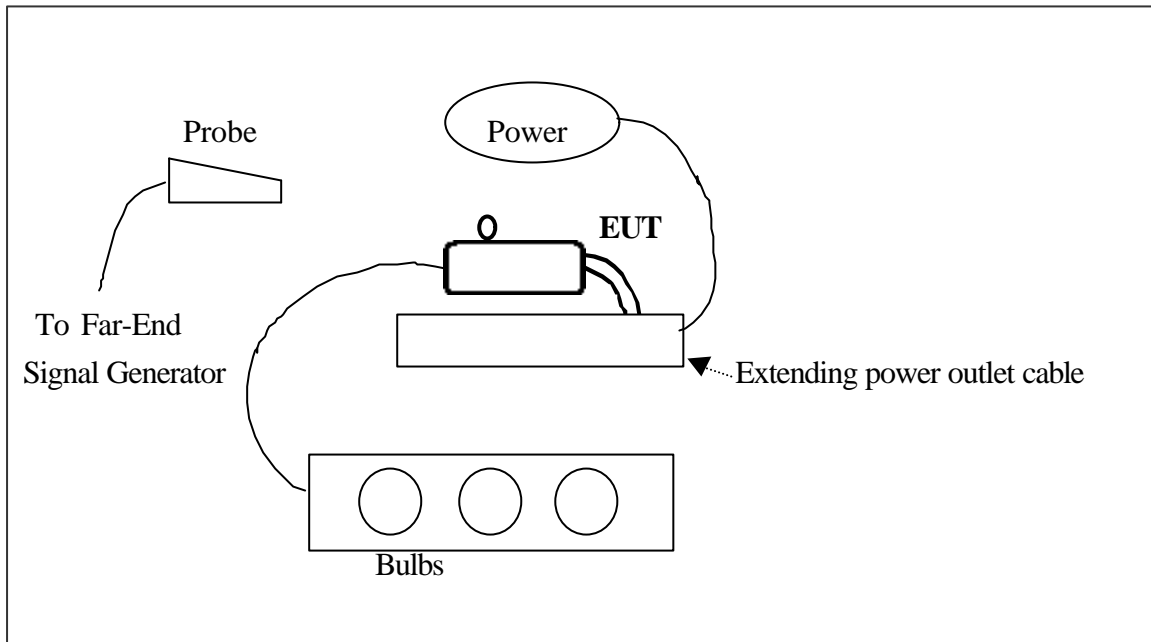 Probe
Power
EUT
To Far-End
Signal Generator
Extending power outlet cable
Bulbs